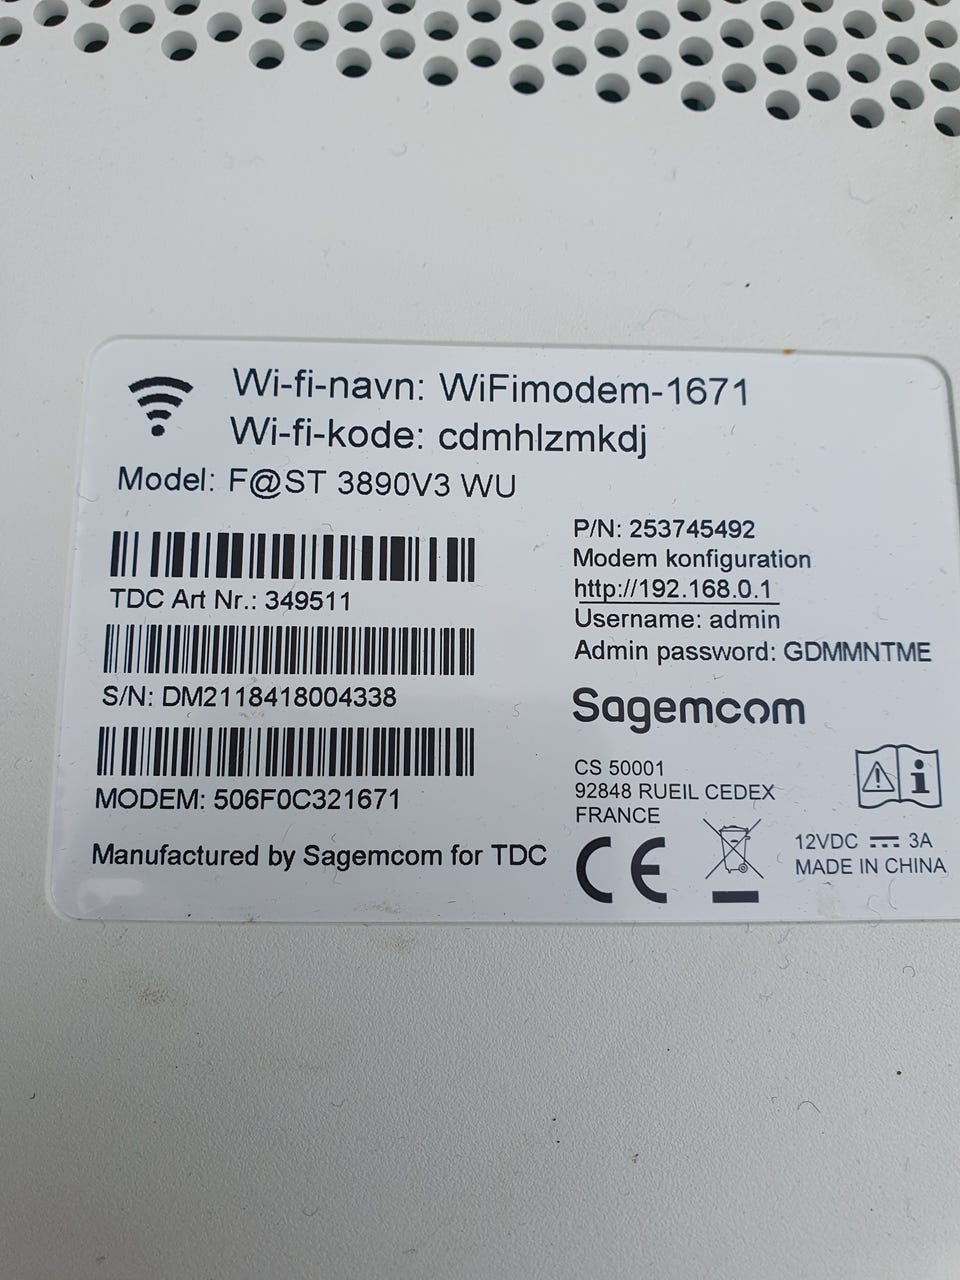 Wi-fi-navn: WiFimodem-1671
Wi-fi-kode: cdmhlzmkdj
Model: F@ST 3890V3 WU
TDC Art Nr.: 349511
S/N: DM2118418004338
MODEM: 506F0C321671
Manufactured by Sagemcom for TDC
P/N: 253745492
Modem konfiguration
http://192.168.0.1
Username: admin
Admin password: GDMMNTME
Sagemcom
CS 50001
92848 RUEIL CEDEX
FRANCE
CE
12VDC ⎓ 3A
MADE IN CHINA